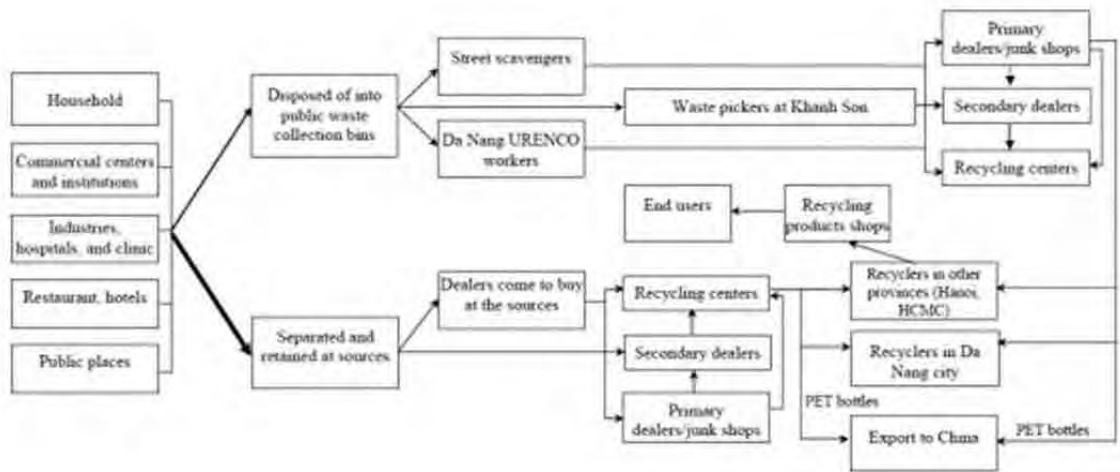 Household
Commercial centers
and institutions
Industries,
hospitals, and clinic
Restaurant, hotels
Public places
Disposed of into
public waste
collection bins
Separated and
retained at sources
Street scavengers
Da Nang URENCO
workers
Waste pickers at Khanh Son
Primary
dealers/junk shops
Secondary dealers
Recycling centers
End users
Recycling
products shops
Dealers come to buy
at the sources
Recycling centers
Secondary dealers
Primary
dealers/junk shops
Recyclers in other
provinces (Hanoi,
HCMC)
Recyclers in Da
Nang city
PET bottles
Export to China
PET bottles